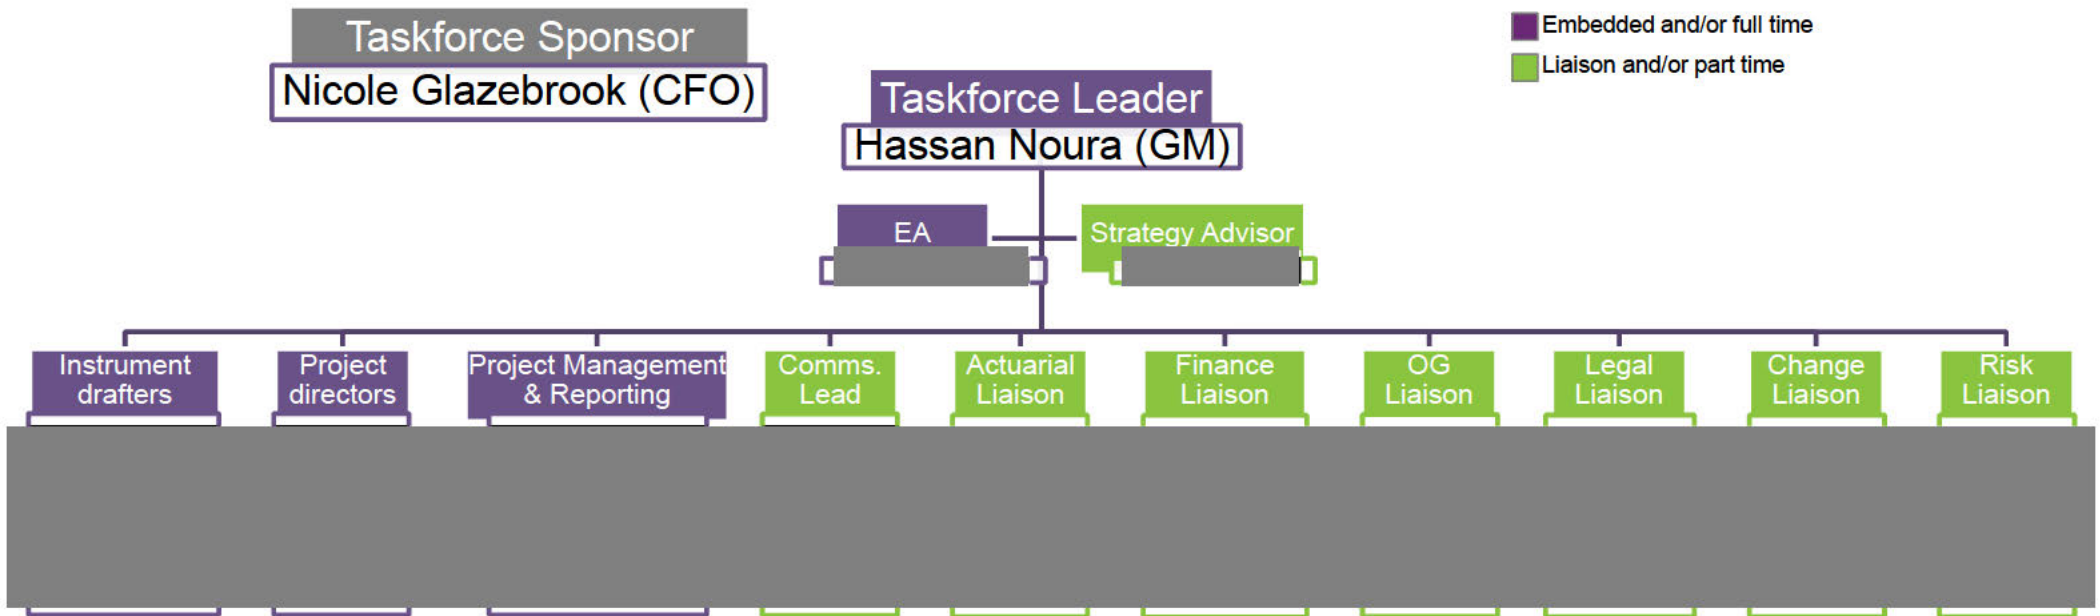 Taskforce Sponsor
Nicole Glazebrook (CFO)
Embedded and/or full time
Liaison and/or part time
Taskforce Leader
Hassan Noura (GM)
EA
Strategy Advisor
Instrument
drafters
Project
directors
Project Management
& Reporting
Comms.
Lead
Actuarial
Liaison
Finance
Liaison
OG
Liaison
Legal
Liaison
Change
Liaison
Risk
Liaison